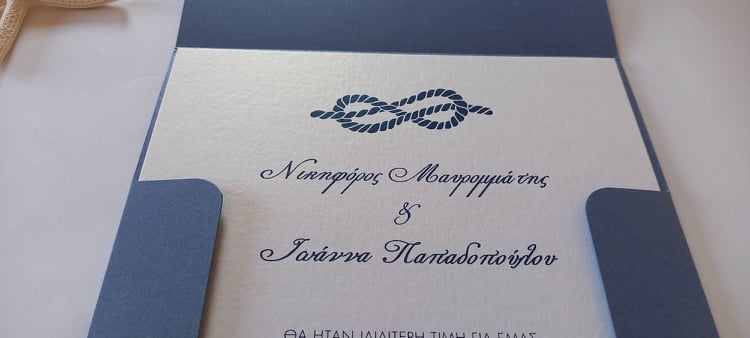 Νικηφόρος Μαυρομμάτης
&
Ιωάννα Παπαδοπούλου
ΘΑ ΗΤΑΝ ΙΔΙΑΙΤΕΡΗ ΤΙΜΗ ΓΙΑ ΕΜΑΣ